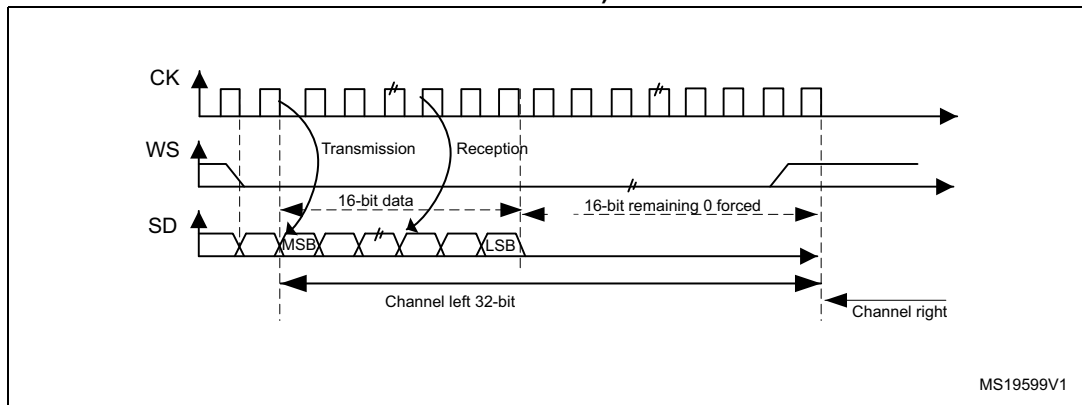 CK
WS
Transmission
Reception
16-bit data
16-bit remaining 0 forced
SD
MSB
LSB
Channel left 32-bit
Channel right
MS19599V1